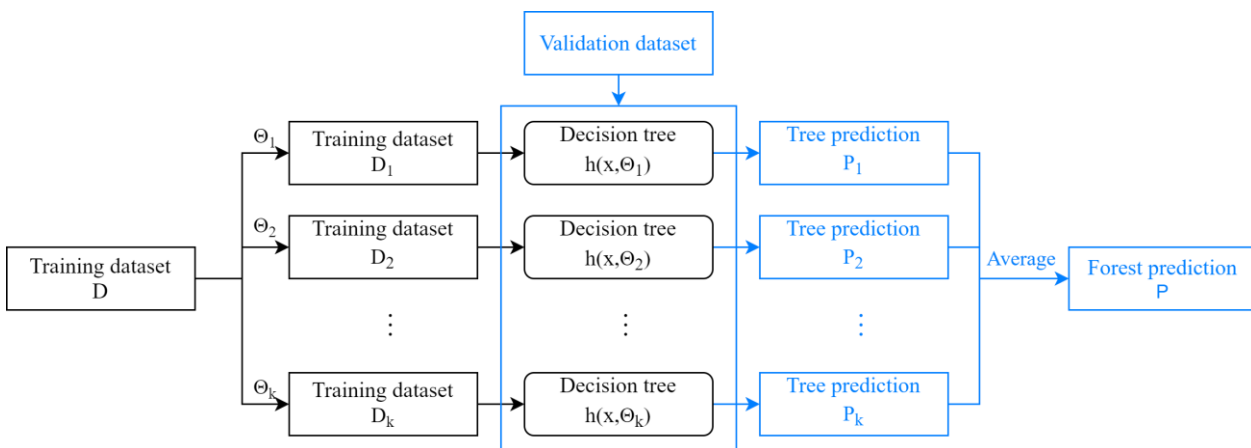 Validation dataset
Θ₁
Training dataset
D₁
Decision tree
h(x,Θ₁)
Tree prediction
P₁
Θ₂
Training dataset
D₂
Decision tree
h(x,Θ₂)
Tree prediction
P₂
Training dataset
D
Average
Forest prediction
P
⋮
⋮
⋮
Θₖ
Training dataset
Dₖ
Decision tree
h(x,Θₖ)
Tree prediction
Pₖ